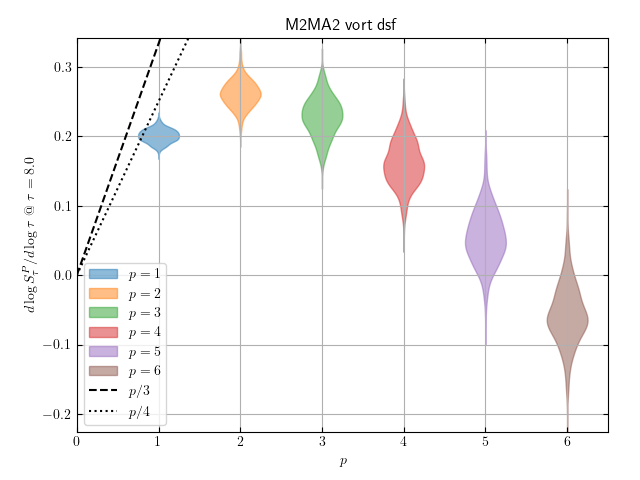 M2MA2 vort dsf
d log S_τ^P / d log τ @ τ = 8.0
0.3
0.2
0.1
0.0
−0.1
−0.2
p = 1
p = 2
p = 3
p = 4
p = 5
p = 6
p/3
p/4
0 1 2 3 4 5 6
p